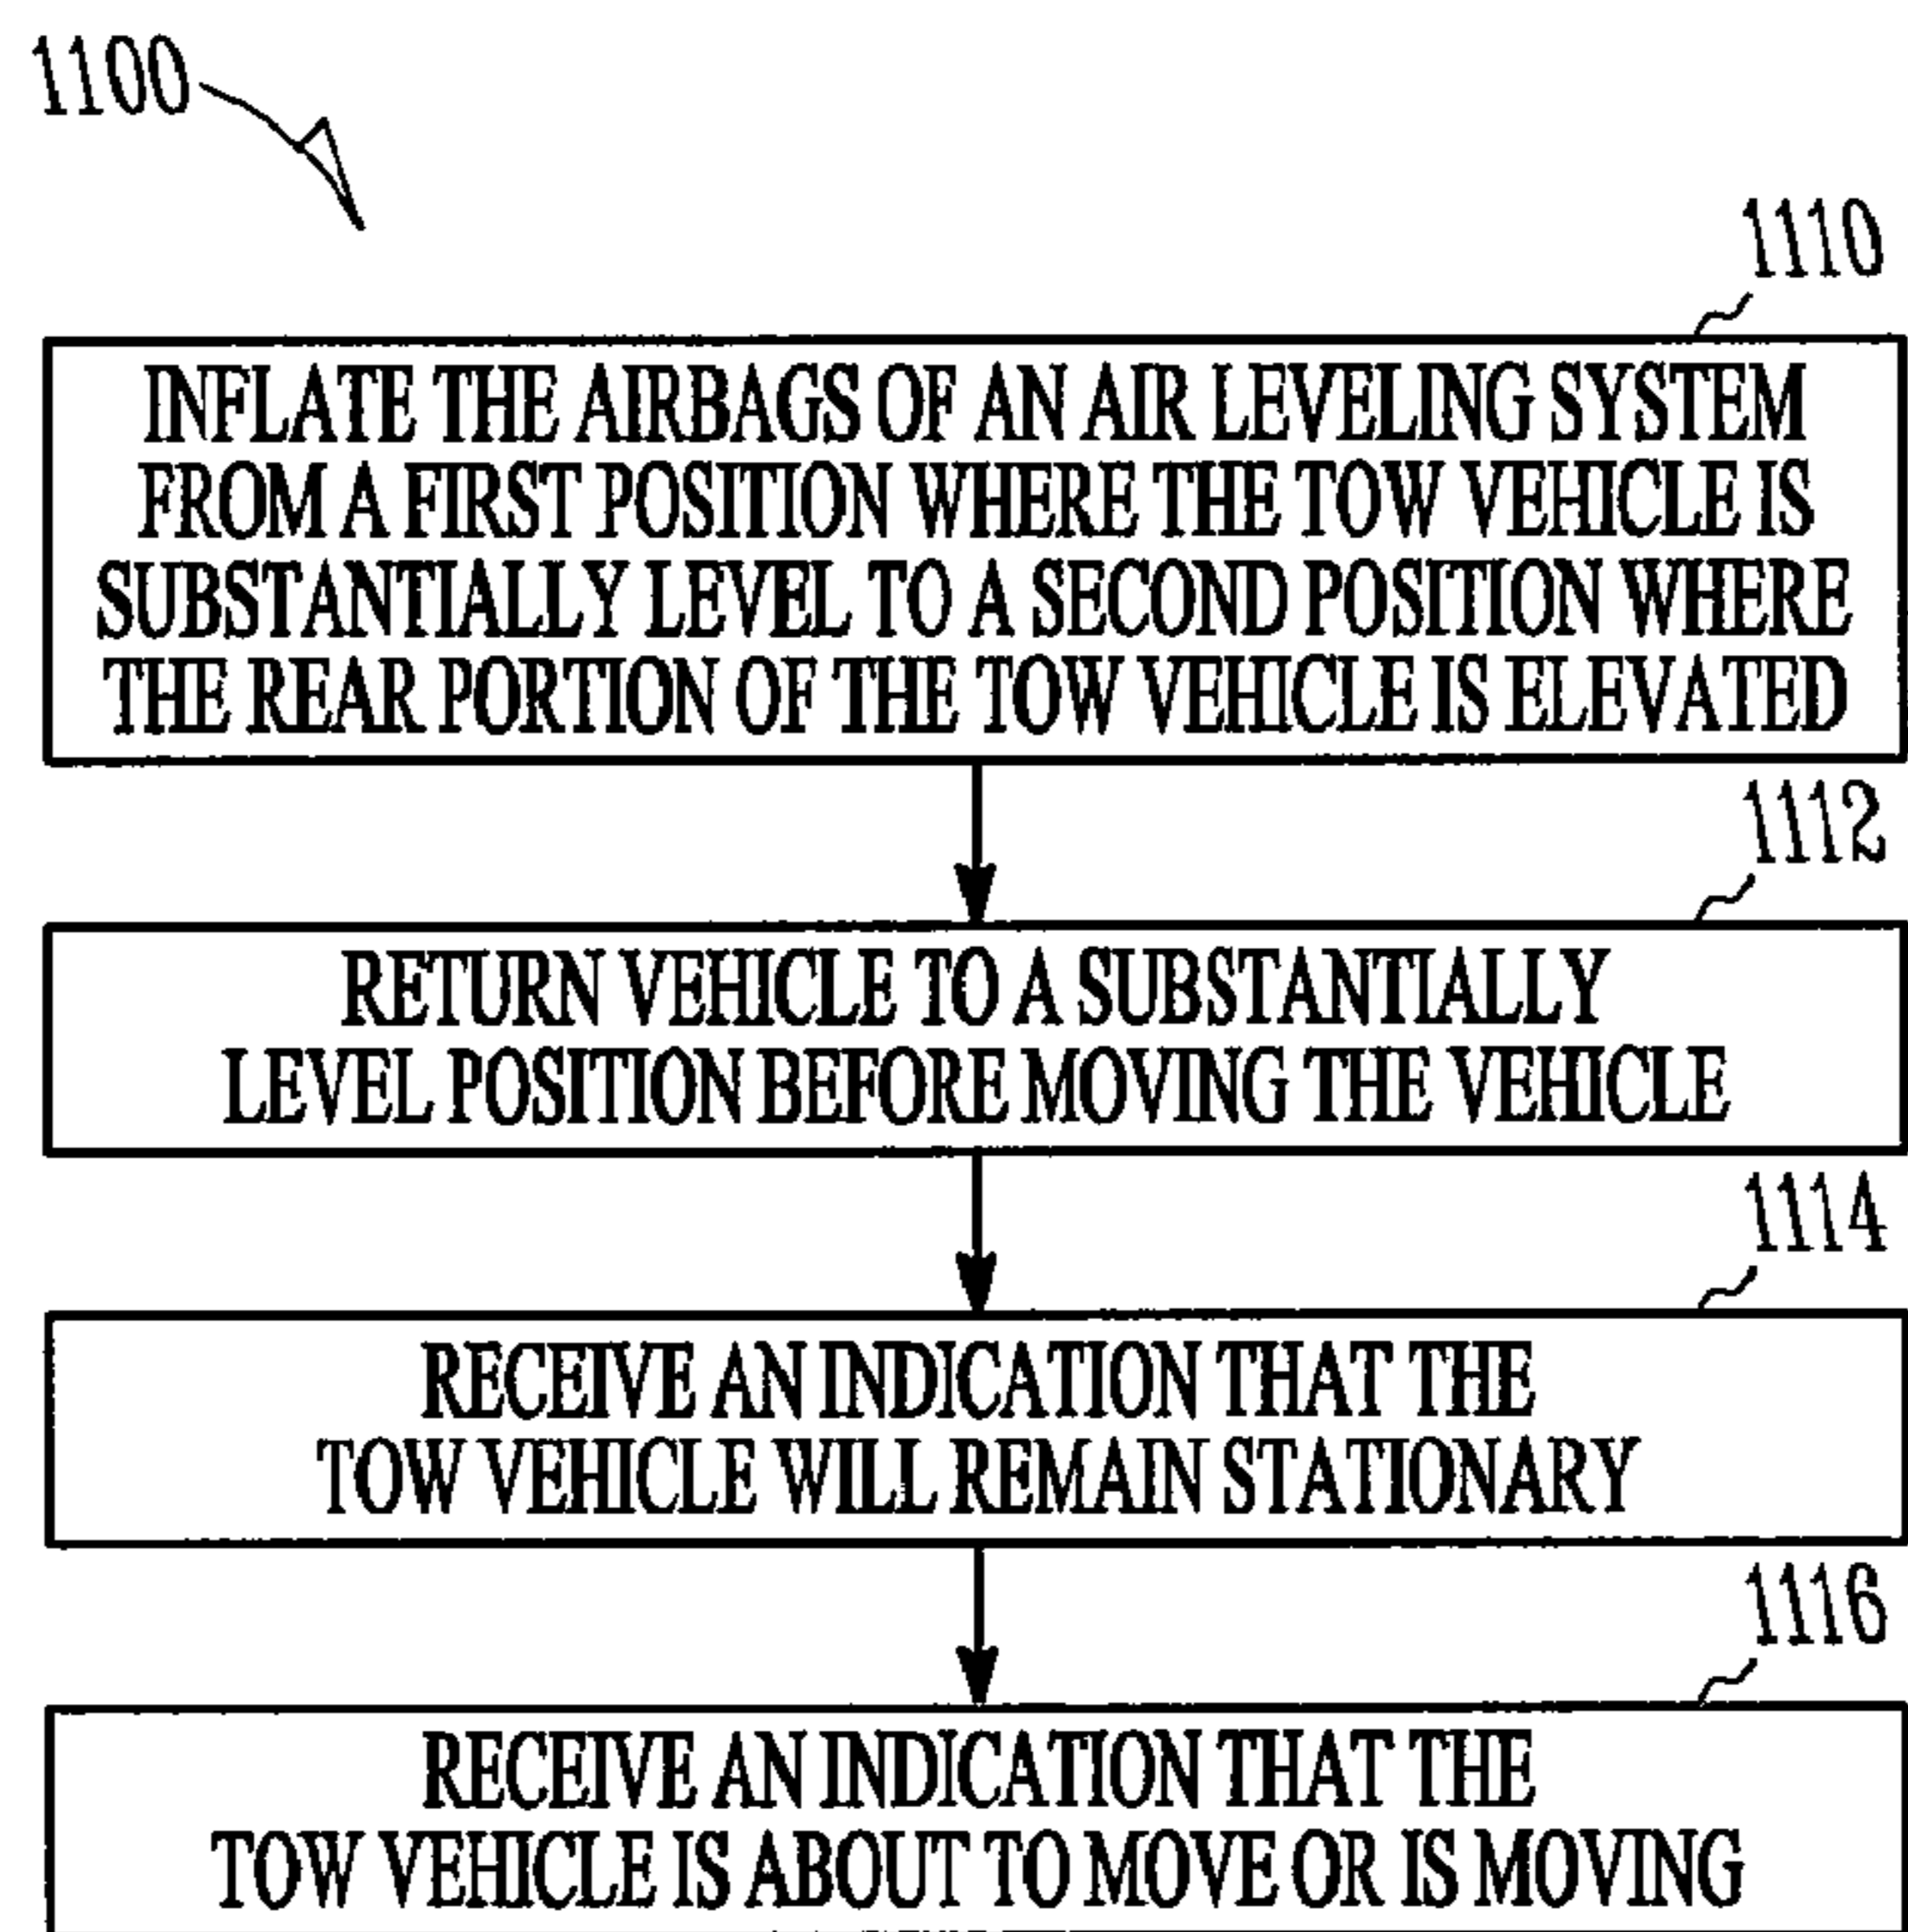 1100
1110
INFLATE THE AIRBAGS OF AN AIR LEVELING SYSTEM
FROM A FIRST POSITION WHERE THE TOW VEHICLE IS
SUBSTANTIALLY LEVEL TO A SECOND POSITION WHERE
THE REAR PORTION OF THE TOW VEHICLE IS ELEVATED
1112
RETURN VEHICLE TO A SUBSTANTIALLY
LEVEL POSITION BEFORE MOVING THE VEHICLE
1114
RECEIVE AN INDICATION THAT THE
TOW VEHICLE WILL REMAIN STATIONARY
1116
RECEIVE AN INDICATION THAT THE
TOW VEHICLE IS ABOUT TO MOVE OR IS MOVING